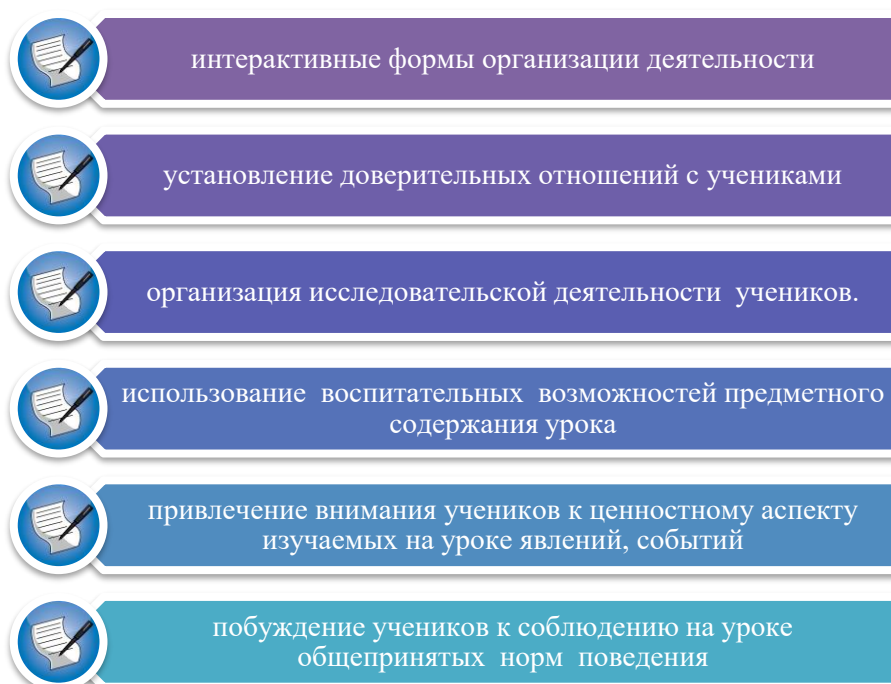 интерактивные формы организации деятельности
установление доверительных отношений с учениками
организация исследовательской деятельности  учеников.
использование  воспитательных  возможностей предметного
содержания урока
привлечение внимания учеников к ценностному аспекту
изучаемых на уроке явлений, событий
побуждение учеников к соблюдению на уроке
общепринятых  норм  поведения